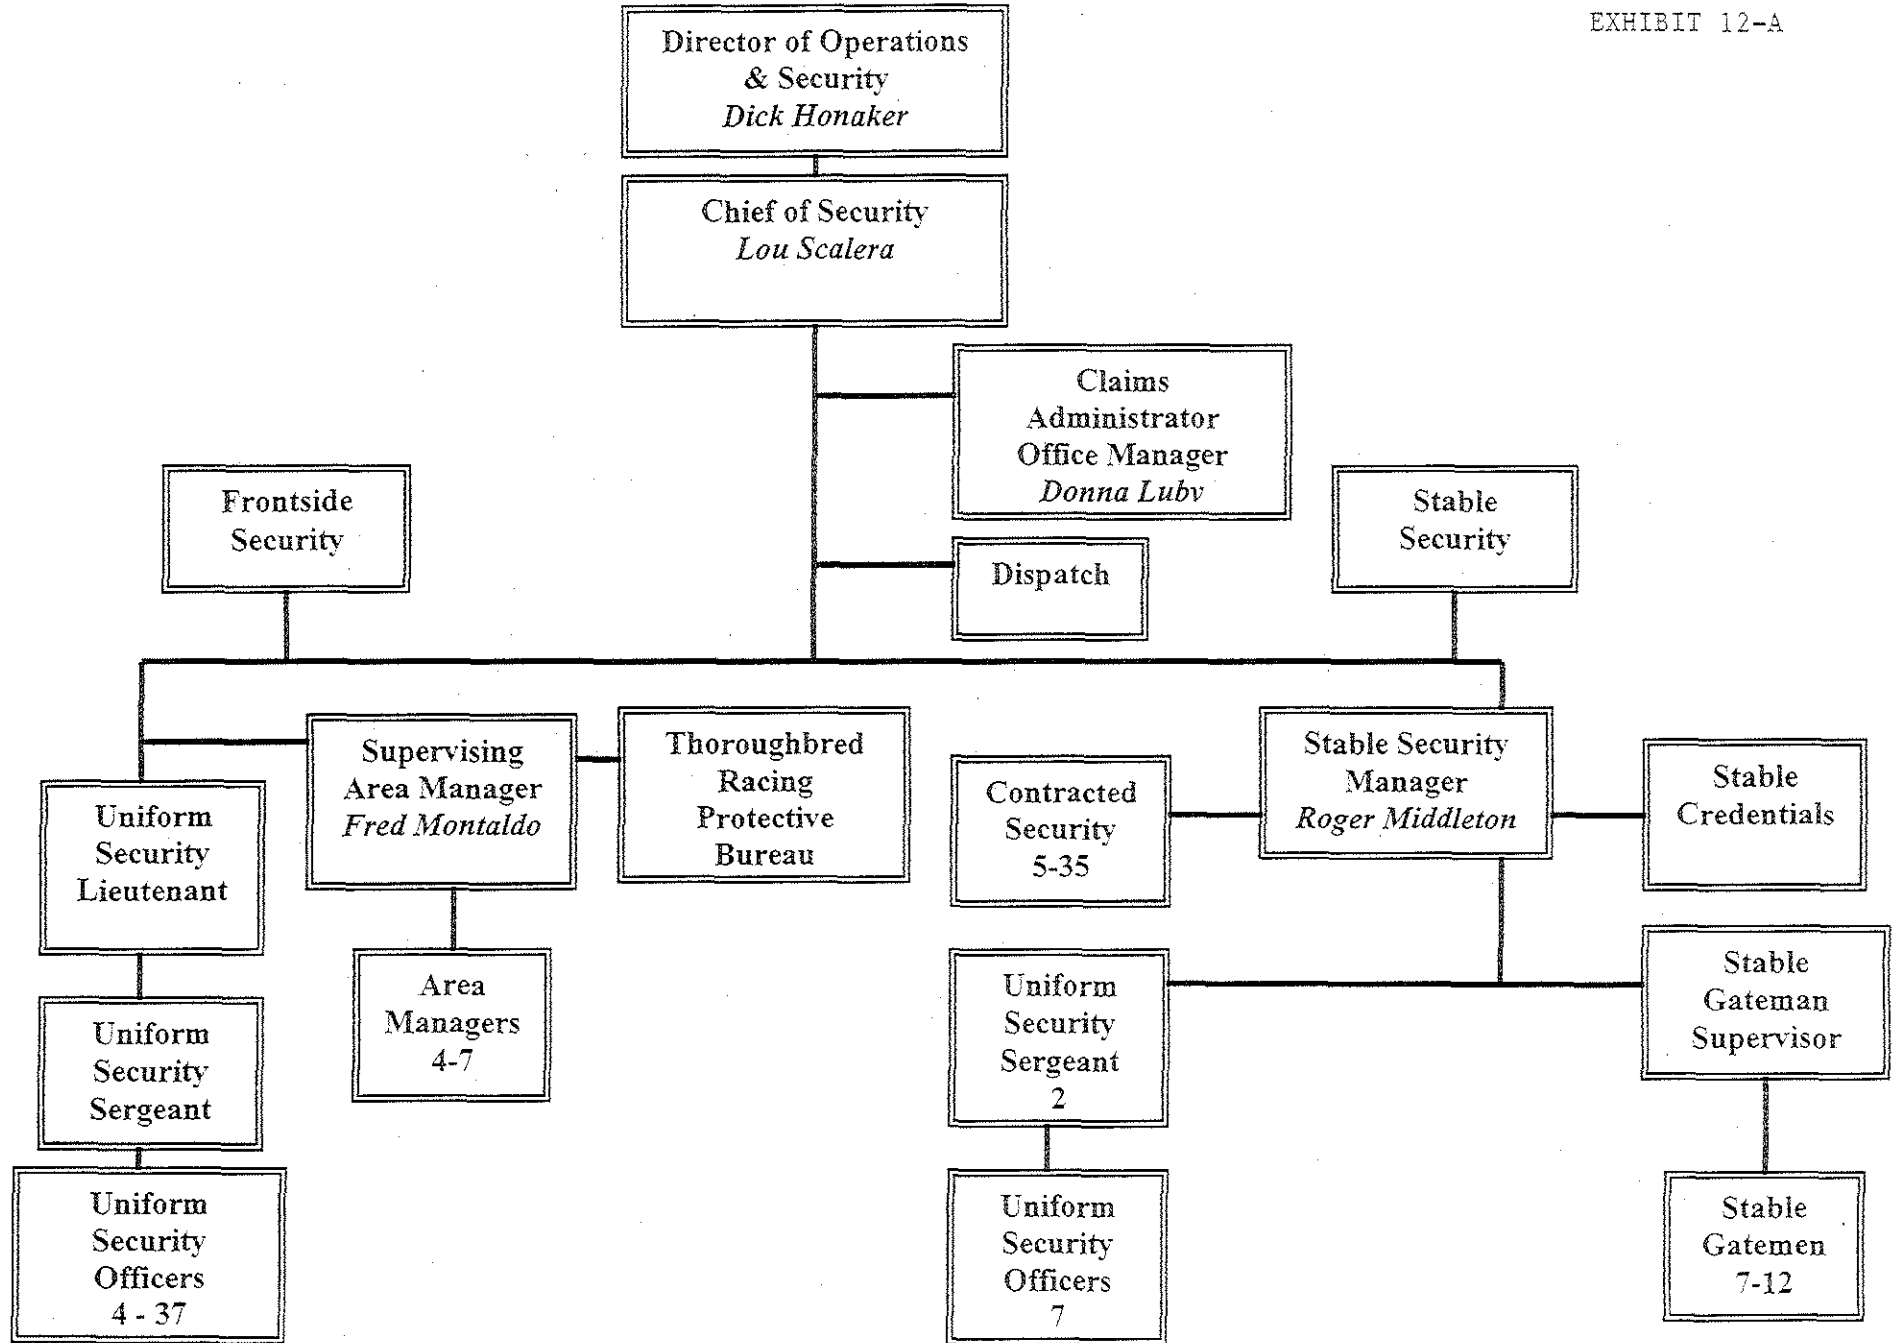 EXHIBIT 12-A
Director of Operations
& Security
Dick Honaker
Chief of Security
Lou Scalera
Claims
Administrator
Office Manager
Donna Lubv
Frontside
Security
Stable
Security
Dispatch
Supervising
Area Manager
Fred Montaldo
Thoroughbred
Racing
Protective
Bureau
Stable Security
Manager
Roger Middleton
Contracted
Security
5-35
Stable
Credentials
Uniform
Security
Lieutenant
Area
Managers
4-7
Uniform
Security
Sergeant
2
Stable
Gateman
Supervisor
Uniform
Security
Sergeant
Uniform
Security
Officers
4 - 37
Uniform
Security
Officers
7
Stable
Gatemen
7-12